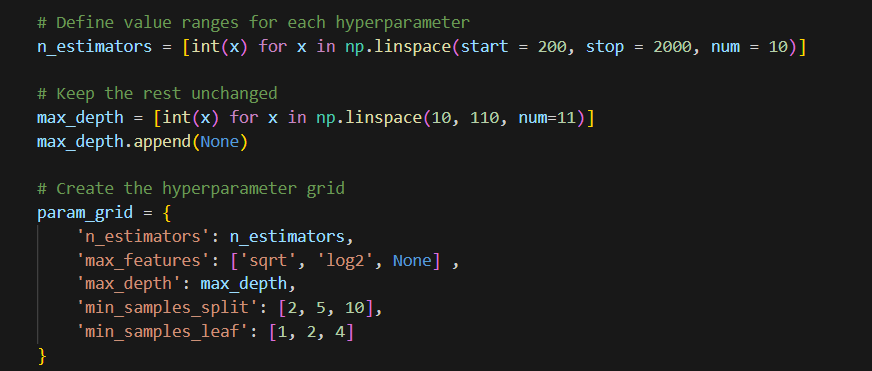 # Define value ranges for each hyperparameter
n_estimators = [int(x) for x in np.linspace(start = 200, stop = 2000, num = 10)]
# Keep the rest unchanged
max_depth = [int(x) for x in np.linspace(10, 110, num=11)]
max_depth.append(None)
# Create the hyperparameter grid
param_grid = {
    'n_estimators': n_estimators,
    'max_features': ['sqrt', 'log2', None] ,
    'max_depth': max_depth,
    'min_samples_split': [2, 5, 10],
    'min_samples_leaf': [1, 2, 4]
}